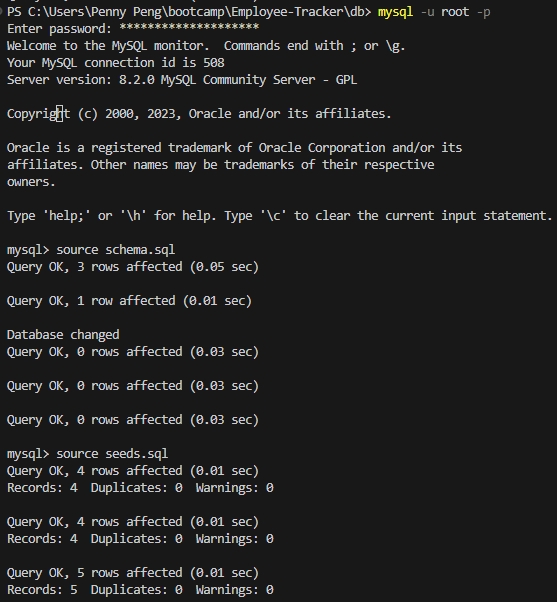 PS C:\Users\Penny Peng\bootcamp\Employee-Tracker\db> mysql -u root -p
Enter password: *******************
Welcome to the MySQL monitor.  Commands end with ; or \g.
Your MySQL connection id is 508
Server version: 8.2.0 MySQL Community Server - GPL

Copyright (c) 2000, 2023, Oracle and/or its affiliates.

Oracle is a registered trademark of Oracle Corporation and/or its
affiliates. Other names may be trademarks of their respective
owners.

Type 'help;' or '\h' for help. Type '\c' to clear the current input statement.

mysql> source schema.sql
Query OK, 3 rows affected (0.05 sec)

Query OK, 1 row affected (0.01 sec)

Database changed
Query OK, 0 rows affected (0.03 sec)

Query OK, 0 rows affected (0.03 sec)

Query OK, 0 rows affected (0.03 sec)

mysql> source seeds.sql
Query OK, 4 rows affected (0.01 sec)
Records: 4  Duplicates: 0  Warnings: 0

Query OK, 4 rows affected (0.01 sec)
Records: 4  Duplicates: 0  Warnings: 0

Query OK, 5 rows affected (0.01 sec)
Records: 5  Duplicates: 0  Warnings: 0